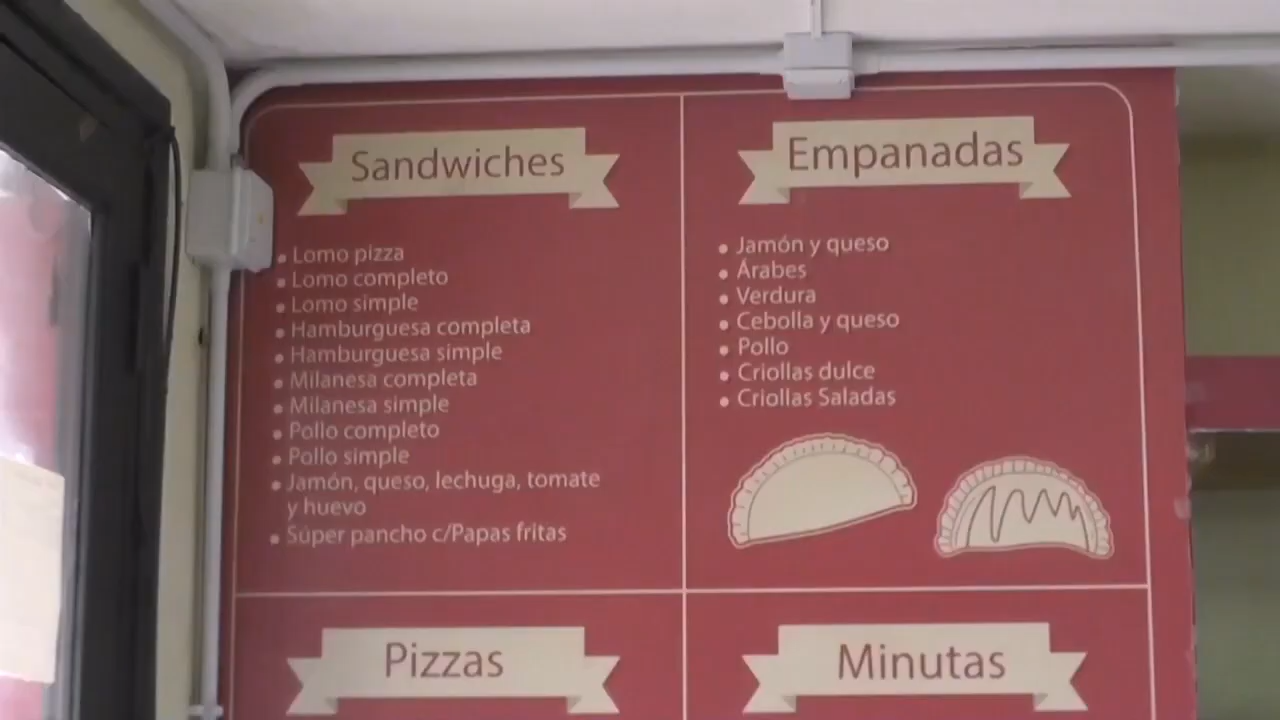 Sandwiches
• Lomo pizza
• Lomo completo
• Lomo simple
• Hamburguesa completa
• Hamburguesa simple
• Milanesa completa
• Milanesa simple
• Pollo completo
• Pollo simple
• Jamón, queso, lechuga, tomate
y huevo
• Súper pancho c/Papas fritas
Empanadas
• Jamón y queso
• Árabes
• Verdura
• Cebolla y queso
• Pollo
• Criollas dulce
• Criollas Saladas
Pizzas
Minutas